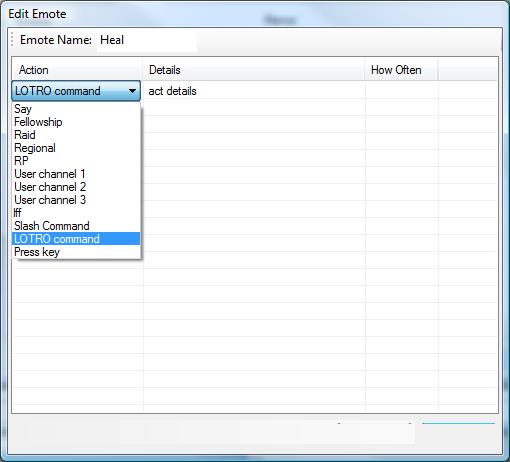 Edit Emote
Emote Name: Heal
Action Details How Often
LOTRO command act details
Say
Fellowship
Raid
Regional
RP
User channel 1
User channel 2
User channel 3
lff
Slash Command
LOTRO command
Press key